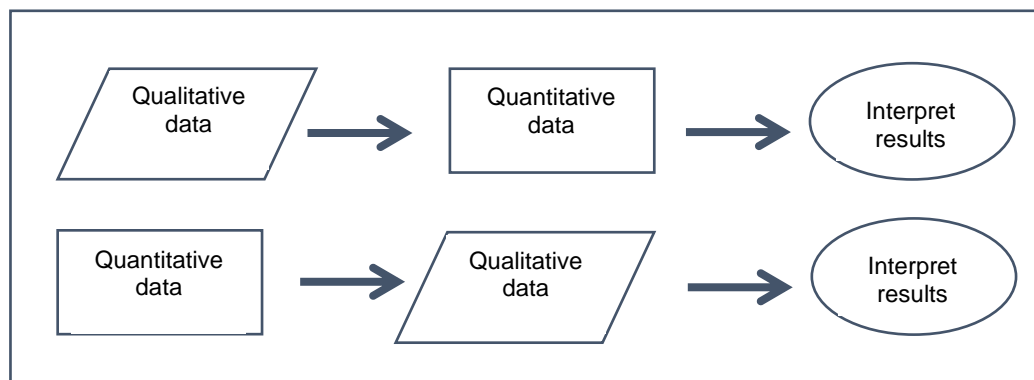 Qualitative
data
Quantitative
data
Interpret
results
Quantitative
data
Qualitative
data
Interpret
results